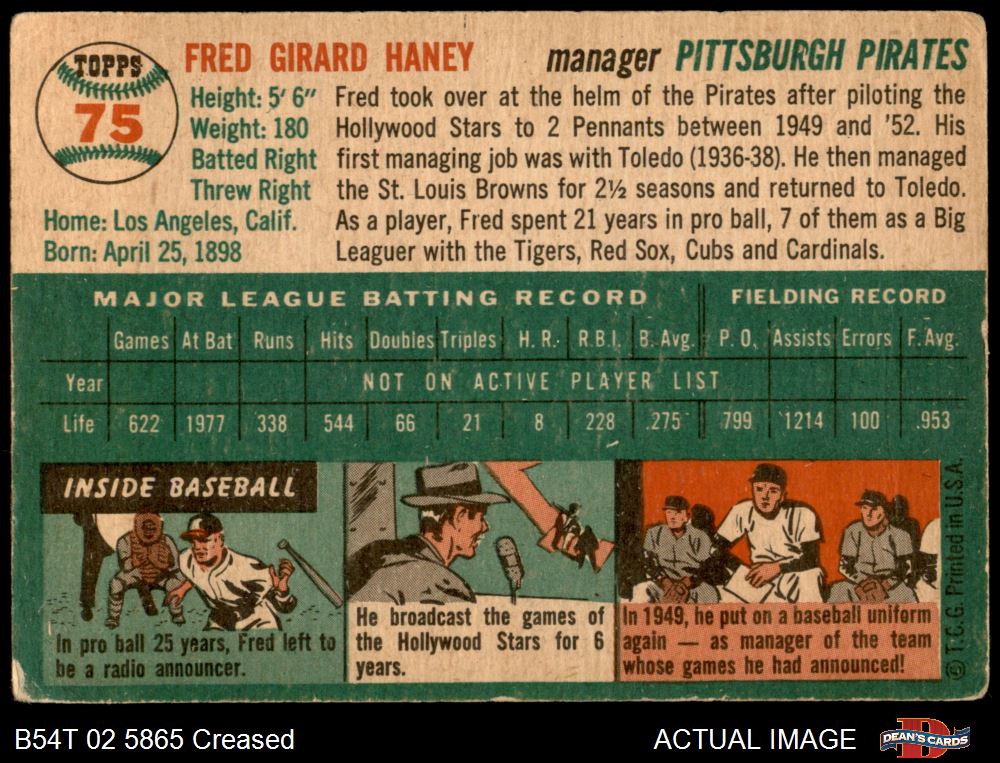 TOPPS
75
FRED GIRARD HANEY manager PITTSBURGH PIRATES
Height: 5' 6"
Weight: 180
Batted Right
Threw Right
Home: Los Angeles, Calif.
Born: April 25, 1898
Fred took over at the helm of the Pirates after piloting the
Hollywood Stars to 2 Pennants between 1949 and '52. His
first managing job was with Toledo (1936-38). He then managed
the St. Louis Browns for 2½ seasons and returned to Toledo.
As a player, Fred spent 21 years in pro ball, 7 of them as a Big
Leaguer with the Tigers, Red Sox, Cubs and Cardinals.
MAJOR LEAGUE BATTING RECORD FIELDING RECORD
Games At Bat Runs Hits Doubles Triples H. R. R.B.I. B. Avg. P. O. Assists Errors F. Avg.
Year NOT ON ACTIVE PLAYER LIST
Life 622 1977 338 544 66 21 8 228 .275 799 1214 100 .953
INSIDE BASEBALL
In pro ball 25 years, Fred left to
be a radio announcer.
He broadcast the games of
the Hollywood Stars for 6
years.
In 1949, he put on a baseball uniform
again — as manager of the team
whose games he had announced!
© T.C.G. Printed in U.S.A.
B54T 02 5865 Creased
ACTUAL IMAGE
DEAN'S CARDS